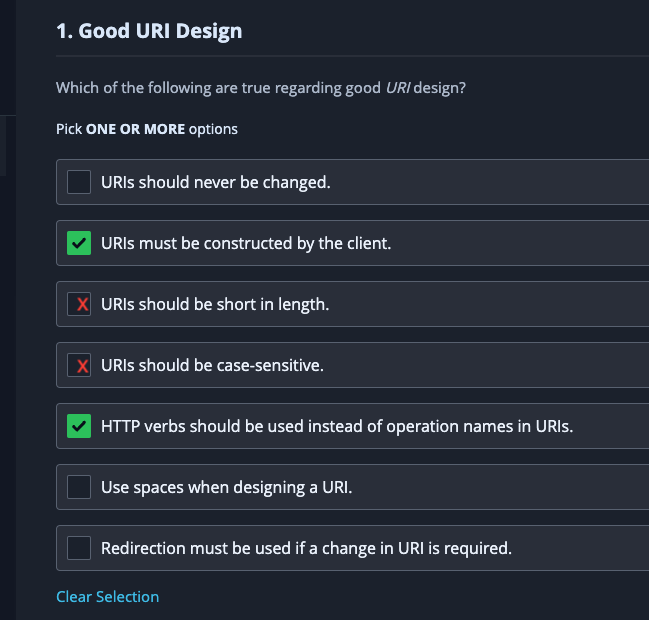 1. Good URI Design
Which of the following are true regarding good URI design?
Pick ONE OR MORE options
URIs should never be changed.
URIs must be constructed by the client.
X URIs should be short in length.
X URIs should be case-sensitive.
HTTP verbs should be used instead of operation names in URIs.
Use spaces when designing a URI.
Redirection must be used if a change in URI is required.
Clear Selection